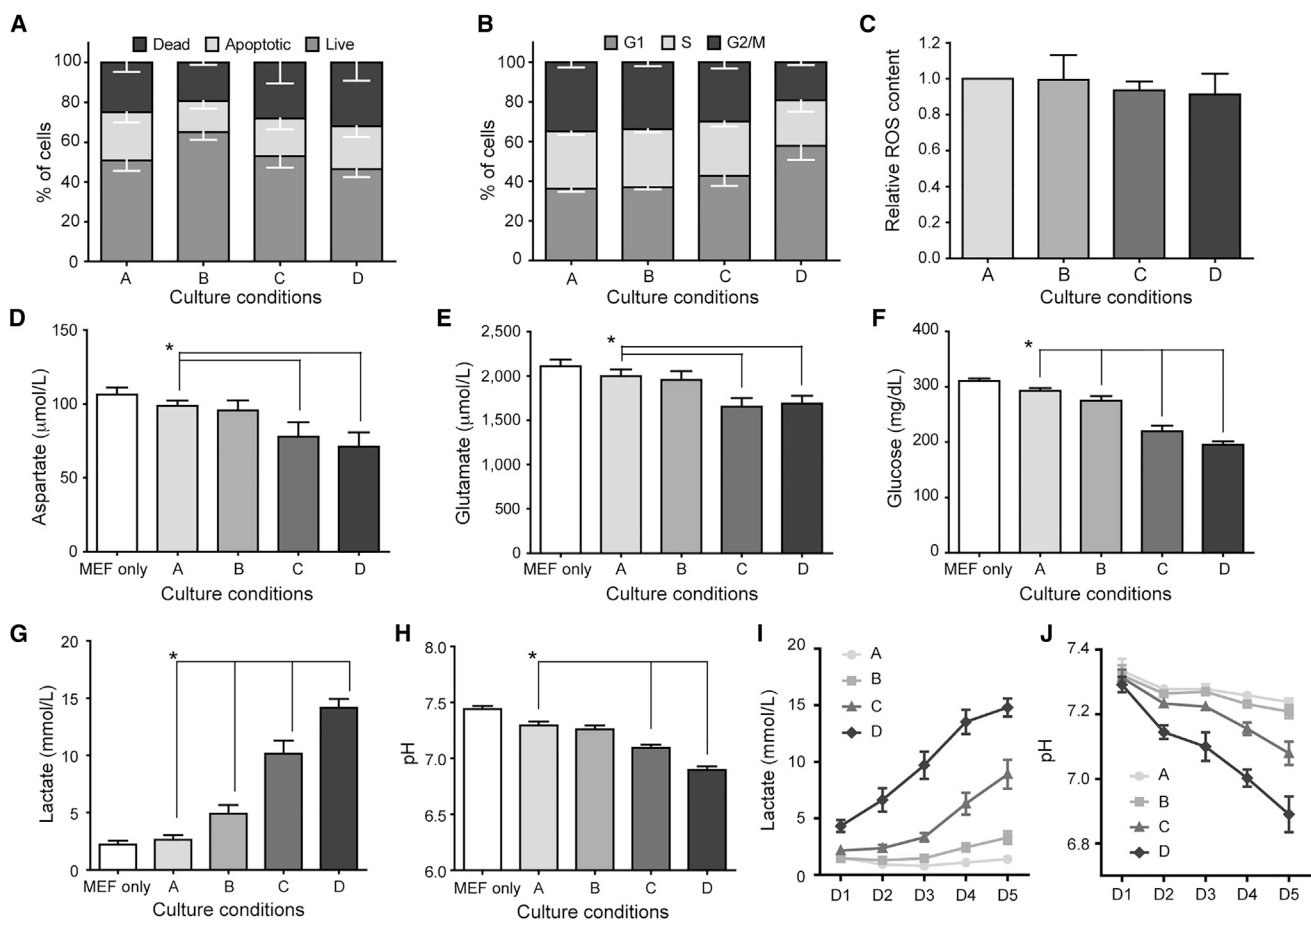 A
Dead Apoptotic Live
100
80
60
40
20
0
% of cells
A B C D
Culture conditions
B
G1 S G2/M
100
80
60
40
20
0
% of cells
A B C D
Culture conditions
C
1.2
1.0
0.8
0.6
0.4
0.2
0.0
Relative ROS content
A B C D
Culture conditions
D
150
100
50
0
Aspartate (μmol/L)
*
MEF only A B C D
Culture conditions
E
2,500
2,000
1,500
1,000
500
0
Glutamate (μmol/L)
*
MEF only A B C D
Culture conditions
F
400
300
200
100
0
Glucose (mg/dL)
*
MEF only A B C D
Culture conditions
G
20
15
10
5
0
Lactate (mmol/L)
*
MEF only A B C D
Culture conditions
H
8.0
7.5
7.0
6.5
6.0
pH
*
MEF only A B C D
Culture conditions
I
20
15
10
5
0
Lactate (mmol/L)
A
B
C
D
D1 D2 D3 D4 D5
J
7.4
7.2
7.0
6.8
pH
A
B
C
D
D1 D2 D3 D4 D5